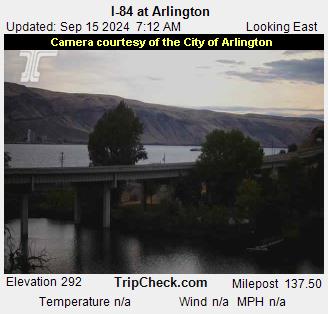 I-84 at Arlington
Updated: Sep 15 2024 7:12 AM Looking East
Camera courtesy of the City of Arlington
Elevation 292 TripCheck.com Milepost 137.50
Temperature n/a Wind n/a MPH n/a